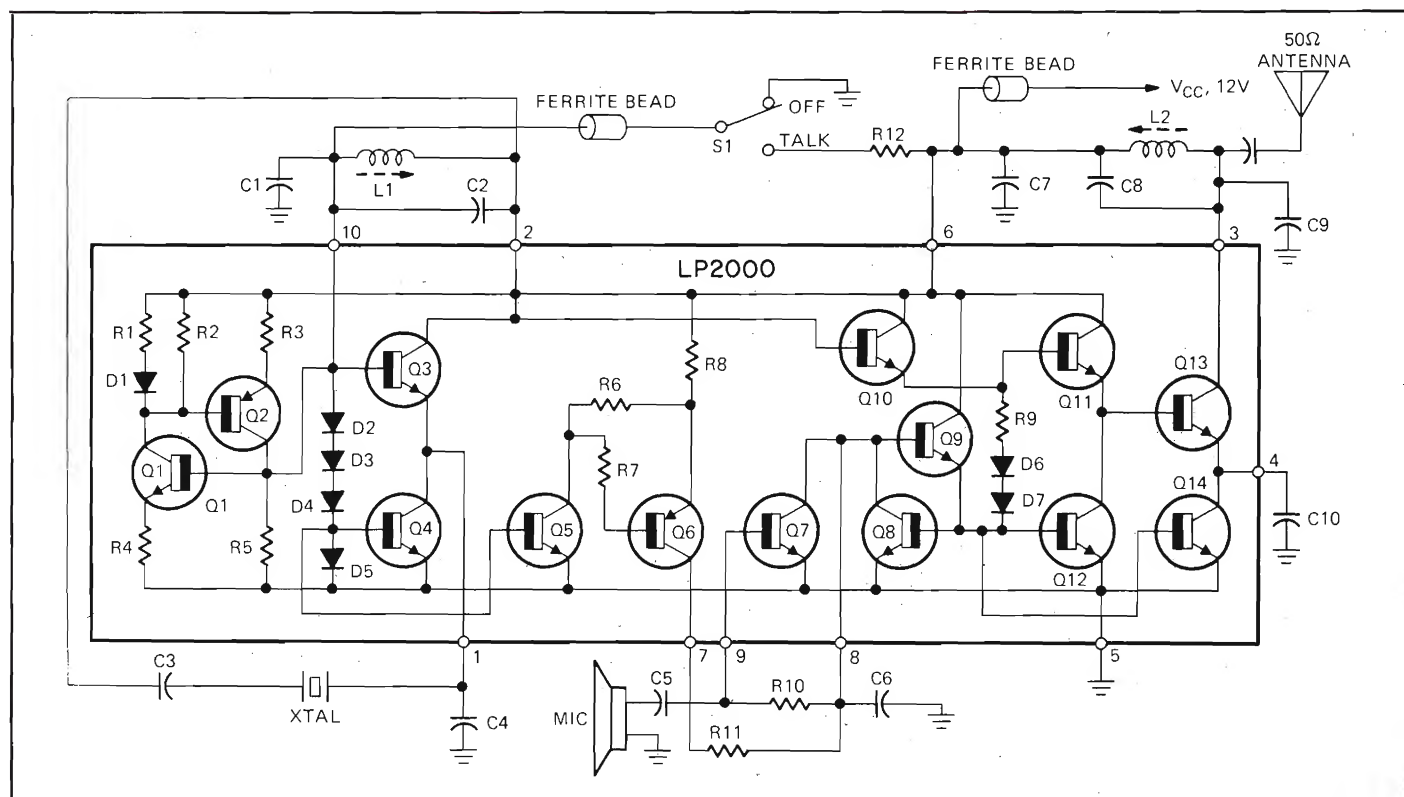 50Ω
ANTENNA
FERRITE BEAD
V_CC, 12V
FERRITE BEAD
OFF
L2
S1
TALK
R12
C1
L1
C2
C7
C8
C9
10
2
6
3
LP2000
R1
R2
R3
D1
Q2
Q3
R8
Q10
Q11
Q13
R6
D2
Q9
R9
Q1
Q1
D3
R7
D6
4
D4
Q4
Q5
Q6
Q7
Q8
D7
Q14
R4
R5
D5
Q12
C10
1
7
9
8
5
C3
XTAL
C4
MIC
C5
R10
C6
R11